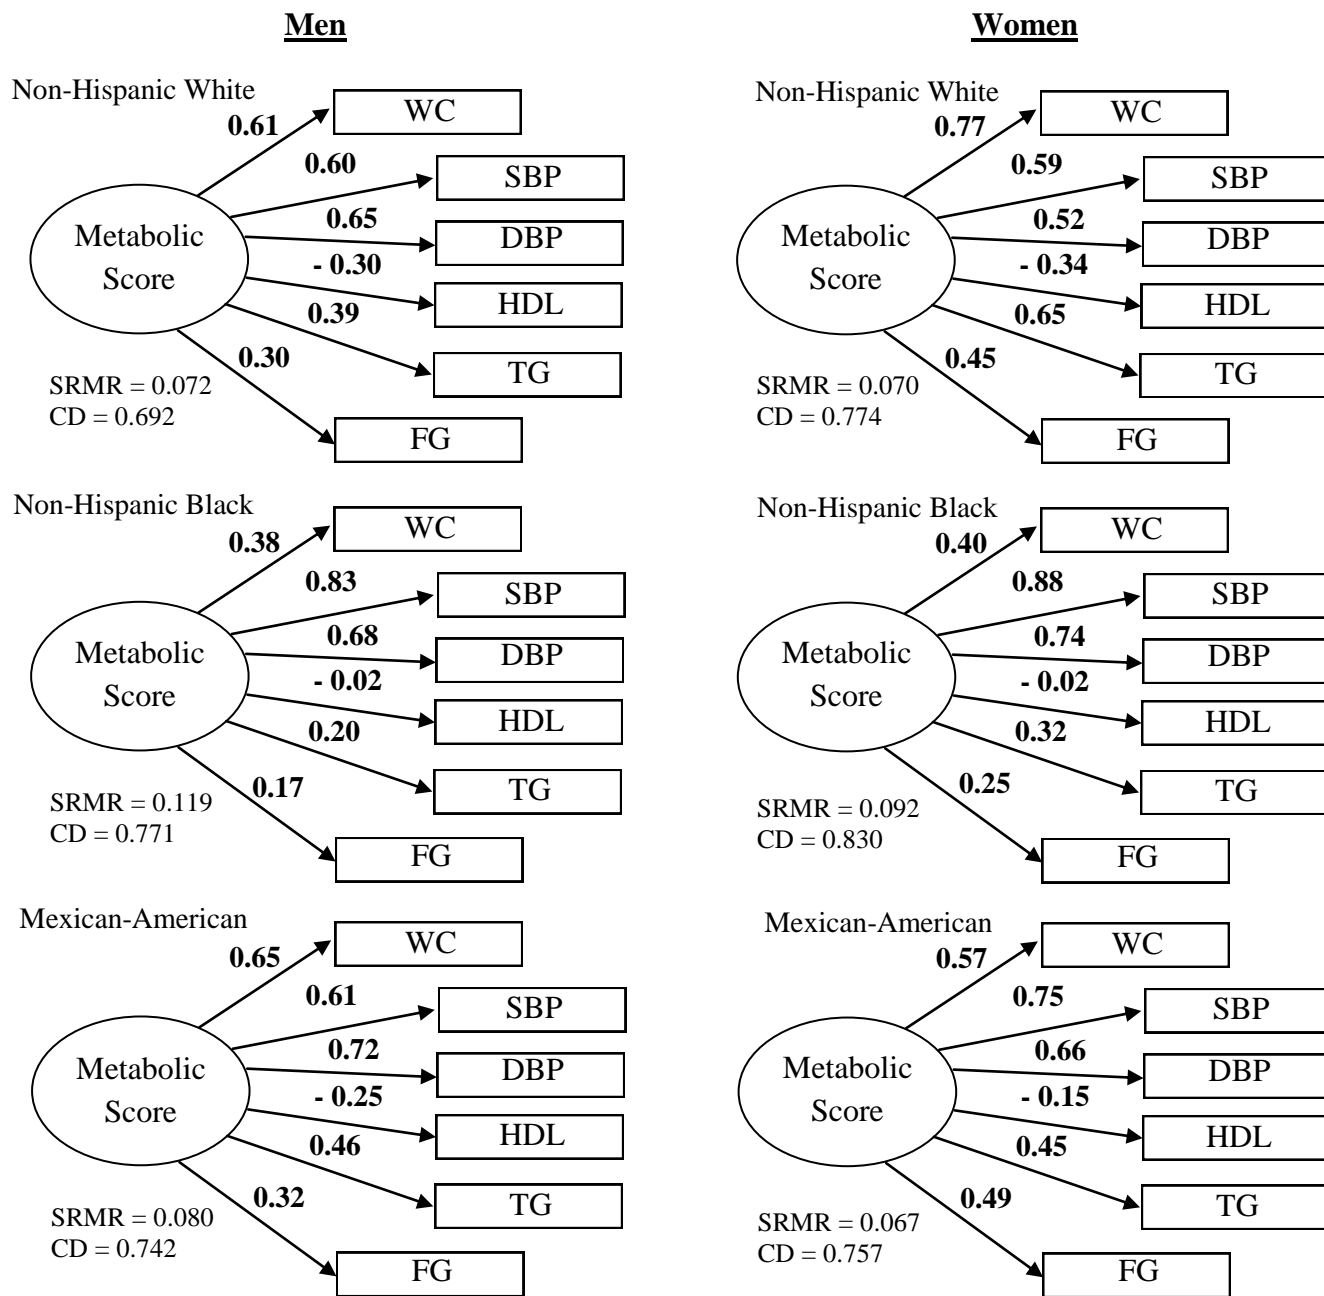 Men
Women
Non-Hispanic White
WC
0.61
0.60
SBP
0.65
DBP
Metabolic
Score
- 0.30
HDL
0.39
TG
0.30
SRMR = 0.072
CD = 0.692
FG
Non-Hispanic White
WC
0.77
0.59
SBP
0.52
DBP
Metabolic
Score
- 0.34
HDL
0.65
TG
0.45
SRMR = 0.070
CD = 0.774
FG
Non-Hispanic Black
WC
0.38
0.83
SBP
0.68
DBP
Metabolic
Score
- 0.02
HDL
0.20
TG
0.17
SRMR = 0.119
CD = 0.771
FG
Non-Hispanic Black
WC
0.40
0.88
SBP
0.74
DBP
Metabolic
Score
- 0.02
HDL
0.32
TG
0.25
SRMR = 0.092
CD = 0.830
FG
Mexican-American
WC
0.65
0.61
SBP
0.72
DBP
Metabolic
Score
- 0.25
HDL
0.46
TG
0.32
SRMR = 0.080
CD = 0.742
FG
Mexican-American
WC
0.57
0.75
SBP
0.66
DBP
Metabolic
Score
- 0.15
HDL
0.45
TG
0.49
SRMR = 0.067
CD = 0.757
FG